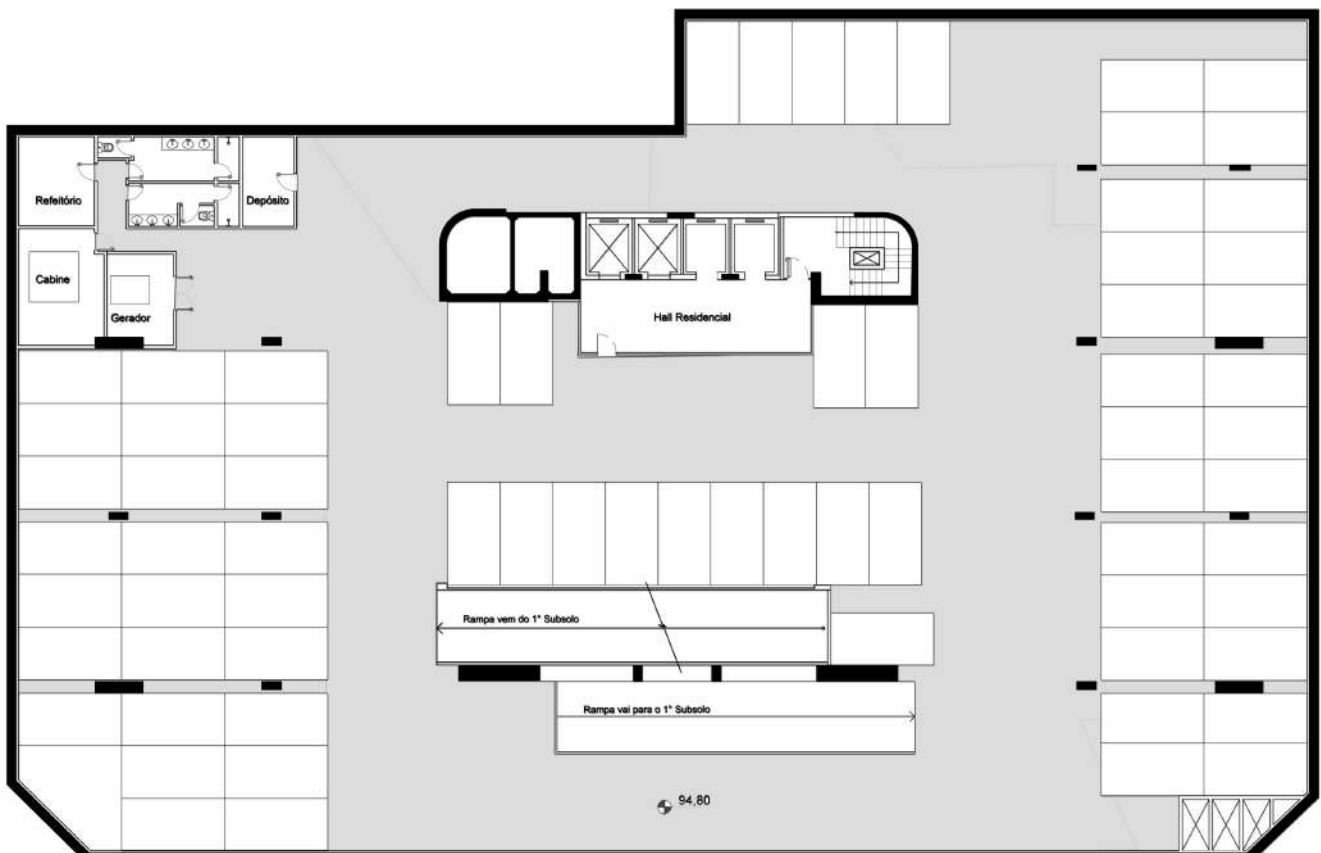 Refeitório
Depósito
Cabine
Gerador
Hall Residencial
Rampa vem do 1° Subsolo
Rampa vai para o 1° Subsolo
94,80